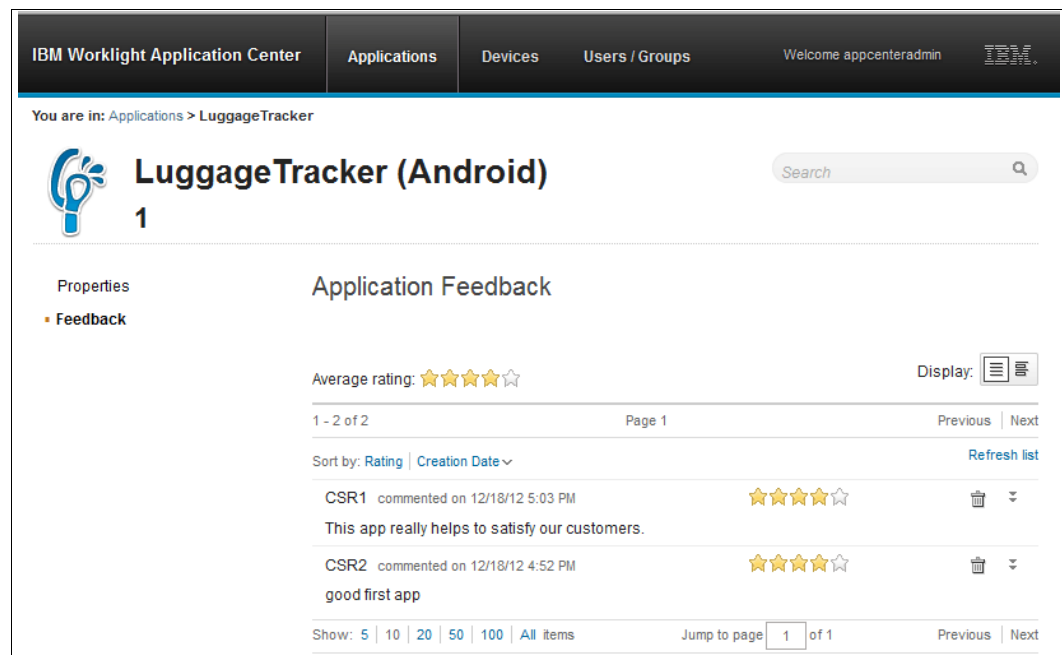 IBM Worklight Application Center Applications Devices Users / Groups Welcome appcenteradmin IBM.
You are in: Applications > LuggageTracker
LuggageTracker (Android)
Search
1
Properties
Feedback
Application Feedback
Average rating:
Display:
1 - 2 of 2 Page 1 Previous | Next
Sort by: Rating | Creation Date
Refresh list
CSR1 commented on 12/18/12 5:03 PM
This app really helps to satisfy our customers.
CSR2 commented on 12/18/12 4:52 PM
good first app
Show: 5 | 10 | 20 | 50 | 100 | All items Jump to page 1 of 1 Previous | Next